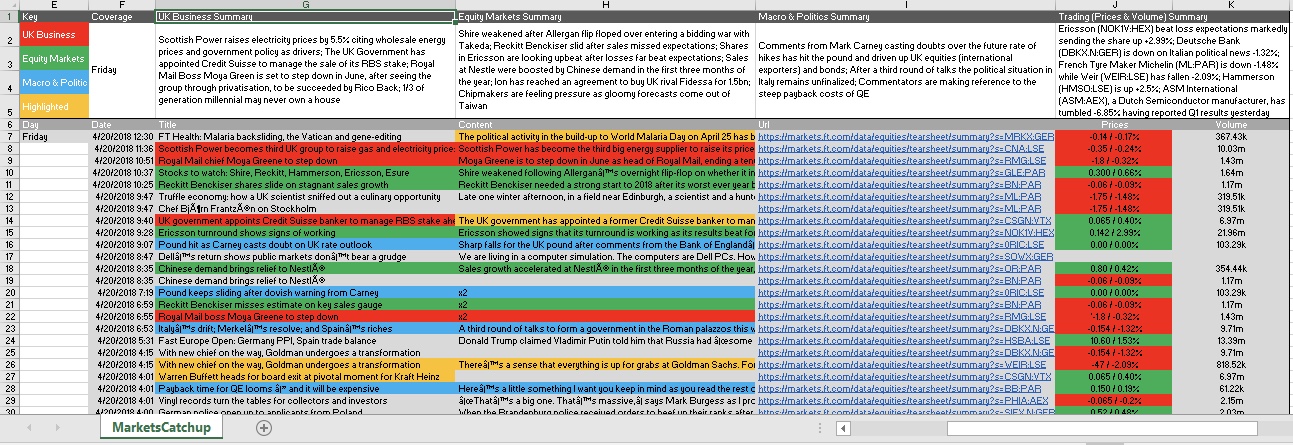 E F G H I J K
1 Key Coverage UK Business Summary Equity Markets Summary Macro & Politics Summary Trading (Prices & Volume) Summary
2 3 4 5
UK Business
Equity Markets
Macro & Politic
Highlighted
Friday
Scottish Power raises electricity prices by 5.5% citing wholesale energy
prices and government policy as drivers; The UK Government has
appointed Credit Suisse to manage the sale of its RBS stake; Royal
Mail Boss Moya Green is set to step down in June, after seeing the
group through privatisation, to be succeeded by Rico Back; 1/3 of
generation millennial may never own a house
Shire weakened after Allergan flip floped over entering a bidding war with
Takeda; Reckitt Benckiser slid after sales missed expectations; Shares
in Ericsson are looking upbeat after losses far beat expectations; Sales
at Nestle were boosted by Chinese demand in the first three months of
the year, Ion has reached an agreement to buy UK rival Fidessa for 1.5bn;
Chipmakers are feeling pressure as gloomy forecasts come out of
Taiwan
Comments from Mark Carney casting doubts over the future rate of
hikes has hit the pound and driven up UK equities (international
exporters) and bonds; After a third round of talks the political situation in
Italy remains unfinalized; Commentators are making reference to the
steep payback costs of QE
Ericsson (NOK1V:HEX) beat loss expectations markedly
sending the share up +2.99%; Deutsche Bank
(DBKX.N:GER) is down on Italian political news -1.32%;
French Tyre Maker Michelin (ML:PAR) is down -1.48%
while Weir (WEIR:LSE) has fallen -2.09%; Hammerson
(HMSO:LSE) is up +2.5%; ASM International
(ASM:AEX), a Dutch Semiconductor manufacturer, has
tumbled -6.85% having reported Q1 results yesterday
6 Day Date Title Content Url Prices Volume
7 Friday 4/20/2018 12:30 FT Health: Malaria backsliding, the Vatican and gene-editing The political activity in the build-up to World Malaria Day on April 25 has b https://markets.ft.com/data/equities/tearsheet/summary?s=MRKX:GER -0.14 / -0.17% 367.43k
8 4/20/2018 11:36 Scottish Power becomes third UK group to raise gas and electricity price: Scottish Power has become the third big energy supplier to raise its price https://markets.ft.com/data/equities/tearsheet/summary?s=CNA:LSE -0.35 / -0.24% 10.03m
9 4/20/2018 10:51 Royal Mail chief Moya Greene to step down Moya Greene is to step down in June as head of Royal Mail, ending a ten https://markets.ft.com/data/equities/tearsheet/summary?s=RMG:LSE -1.8 / -0.32% 1.43m
10 4/20/2018 10:37 Stocks to watch: Shire, Reckitt, Hammerson, Ericsson, Esure Shire weakened following Allerganâ|™s overnight flip-flop on whether it in https://markets.ft.com/data/equities/tearsheet/summary?s=GLE:PAR 0.300 / 0.66% 1.64m
11 4/20/2018 10:25 Reckitt Benckiser shares slide on stagnant sales growth Reckitt Benckiser needed a strong start to 2018 after its worst ever year b https://markets.ft.com/data/equities/tearsheet/summary?s=BN:PAR -0.06 / -0.09% 1.17m
12 4/20/2018 9:47 Truffle economy: how a UK scientist sniffed out a culinary opportunity Late one winter afternoon, in a field near Edinburgh, a scientist and a hunt https://markets.ft.com/data/equities/tearsheet/summary?s=ML:PAR -1.75 / -1.48% 319.51k
13 4/20/2018 9:47 Chef BjÃ¶rn FrantzÃ©n on Stockholm https://markets.ft.com/data/equities/tearsheet/summary?s=ML:PAR -1.75 / -1.48% 319.51k
14 4/20/2018 9:40 UK government appoints Credit Suisse banker to manage RBS stake ahe The UK government has appointed a former Credit Suisse banker to man https://markets.ft.com/data/equities/tearsheet/summary?s=CSGN:VTX 0.065 / 0.40% 6.97m
15 4/20/2018 9:28 Ericsson turnround shows signs of working Ericsson showed signs that its turnround is working as its results beat fo https://markets.ft.com/data/equities/tearsheet/summary?s=NOK1V:HEX 0.142 / 2.99% 21.96m
16 4/20/2018 9:07 Pound hit as Carney casts doubt on UK rate outlook Sharp falls for the UK pound after comments from the Bank of Englandâ| https://markets.ft.com/data/equities/tearsheet/summary?s=0RIC:LSE 0.00 / 0.00% 103.29k
17 4/20/2018 8:47 Dellâ|™s return shows public markets donâ|™t bear a grudge We are living in a computer simulation. The computers are Dell PCs. How https://markets.ft.com/data/equities/tearsheet/summary?s=SOVX:GER
18 4/20/2018 8:35 Chinese demand brings relief to NestlÃ© Sales growth accelerated at NestlÃ© in the first three months of the year, https://markets.ft.com/data/equities/tearsheet/summary?s=OR:PAR 0.80 / 0.42% 354.44k
19 4/20/2018 8:35 Chinese demand brings relief to NestlÃ© https://markets.ft.com/data/equities/tearsheet/summary?s=BN:PAR -0.06 / -0.09% 1.17m
20 4/20/2018 7:19 Pound keeps sliding after dovish warning from Carney x2 https://markets.ft.com/data/equities/tearsheet/summary?s=0RIC:LSE 0.00 / 0.00% 103.29k
21 4/20/2018 6:59 Reckitt Benckiser misses estimate on key sales gauge x2 https://markets.ft.com/data/equities/tearsheet/summary?s=BN:PAR -0.06 / -0.09% 1.17m
22 4/20/2018 6:55 Royal Mail boss Moya Greene to step down x2 https://markets.ft.com/data/equities/tearsheet/summary?s=RMG:LSE '-1.8 / -0.32% 1.43m
23 4/20/2018 6:53 Italyâ|™s drift; Merkelâ|™s resolve; and Spainâ|™s riches A third round of talks to form a government in the Roman palazzos this w https://markets.ft.com/data/equities/tearsheet/summary?s=DBKX.N:GE -0.154 / -1.32% 9.71m
24 4/20/2018 5:31 Fast Europe Open: Germany PPI, Spain trade balance Donald Trump claimed Vladimir Putin told him that Russia had â|œsome https://markets.ft.com/data/equities/tearsheet/summary?s=HSBA:LSE 10.60 / 1.53% 13.39m
25 4/20/2018 4:15 With new chief on the way, Goldman undergoes a transformation https://markets.ft.com/data/equities/tearsheet/summary?s=DBKX.N:GE -0.154 / -1.32% 9.71m
26 4/20/2018 4:15 With new chief on the way, Goldman undergoes a transformation Thereâ|™s a sense that everything is up for grabs at Goldman Sachs. For https://markets.ft.com/data/equities/tearsheet/summary?s=WEIR:LSE -47 / -2.09% 818.52k
27 4/20/2018 4:01 Warren Buffett heads for board exit at pivotal moment for Kraft Heinz https://markets.ft.com/data/equities/tearsheet/summary?s=CSGN:VTX 0.065 / 0.40% 6.97m
28 4/20/2018 4:01 Payback time for QE looms â|" and it will be expensive Hereâ|™s a little something I want you keep in mind as you read the rest o https://markets.ft.com/data/equities/tearsheet/summary?s=BB:PAR 0.150 / 0.19% 61.22k
29 4/20/2018 4:01 Vinyl records turn the tables for collectors and investors â|œThatâ|™s a big one. Thatâ|™s massive,â| says Mark Burgess as I pro https://markets.ft.com/data/equities/tearsheet/summary?s=PHIA:AEX -0.065 / -0.2% 2.15m
30 4/20/2018 4:00 German police open up to applicants from Poland When the Brandenburg police received orders to beef up their ranks after https://markets.ft.com/data/equities/tearsheet/summary?s=SIEX.N:GER 0.52 / 0.48% 2.03m
MarketsCatchup